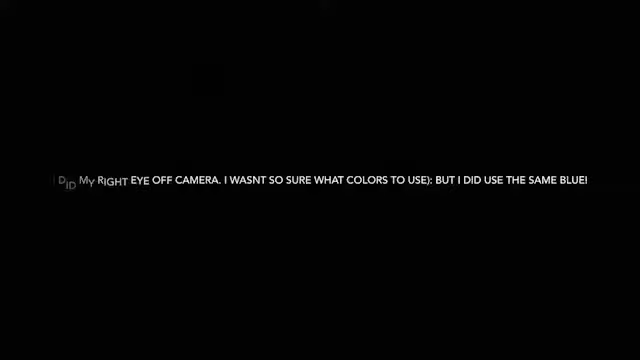 I DID MY RIGHT EYE OFF CAMERA. I WASNT SO SURE WHAT COLORS TO USE): BUT I DID USE THE SAME BLUE!